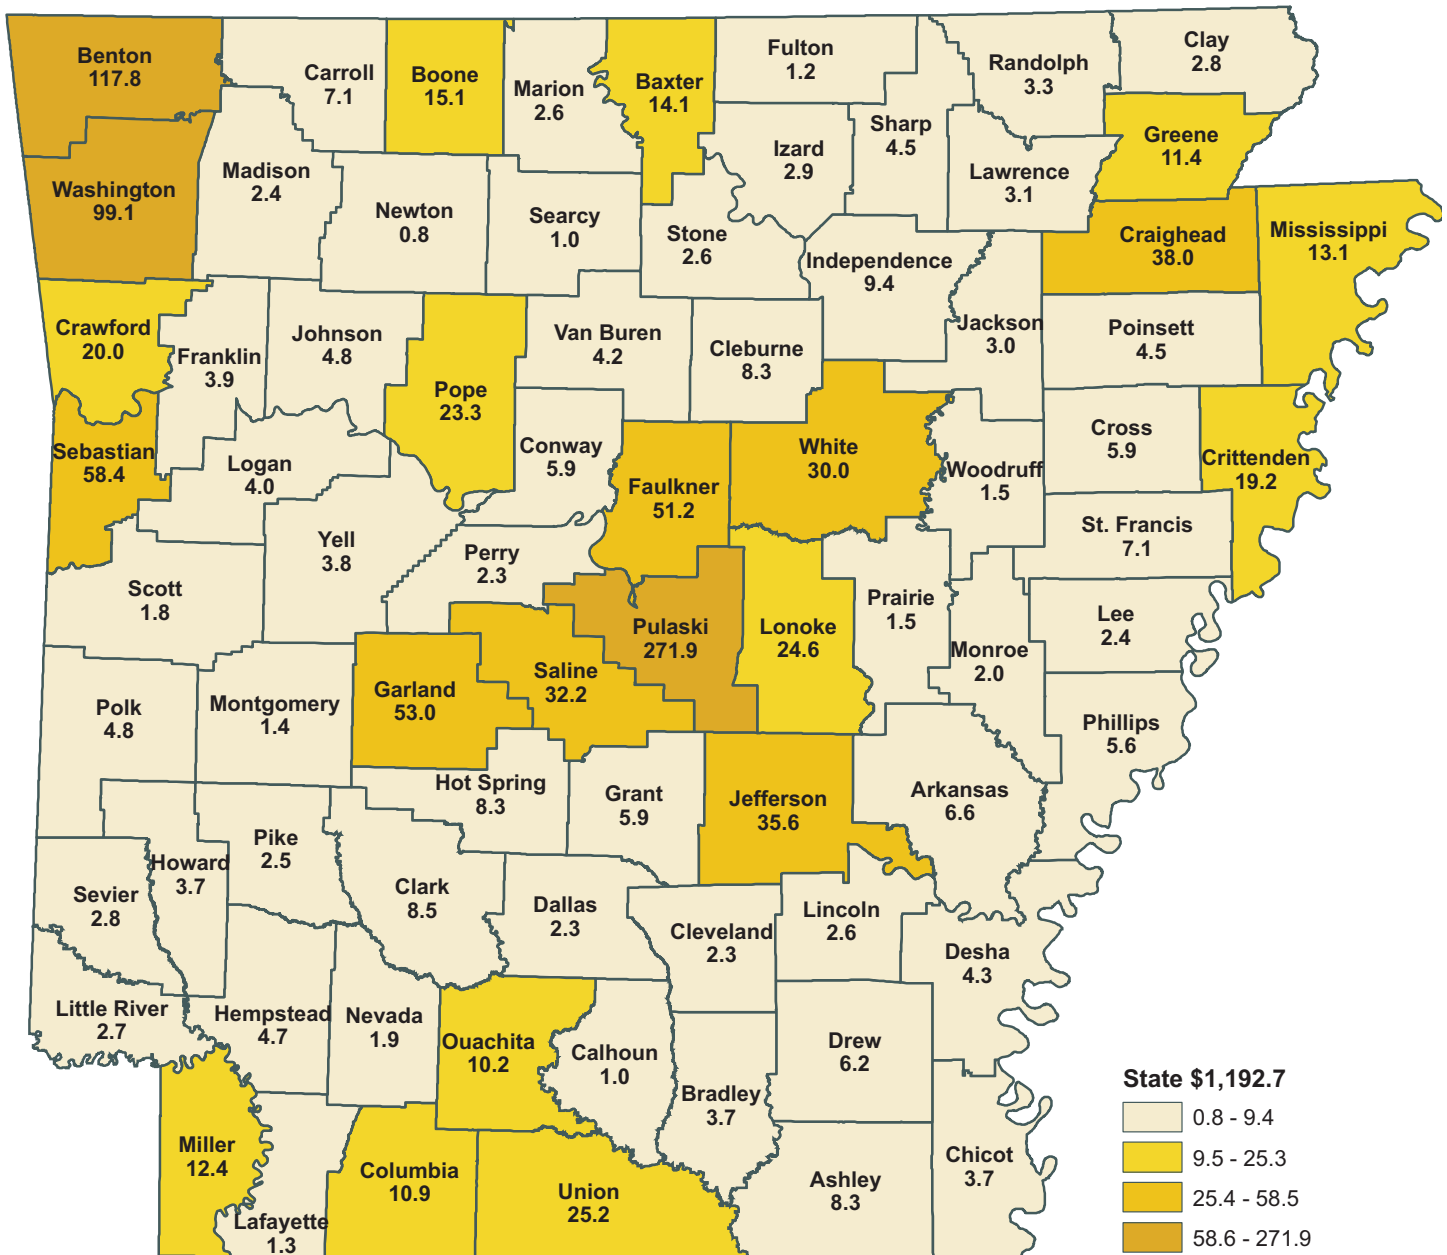 Benton
117.8
Carroll
7.1
Boone
15.1
Marion
2.6
Baxter
14.1
Fulton
1.2
Randolph
3.3
Clay
2.8
Sharp
4.5
Greene
11.4
Izard
2.9
Lawrence
3.1
Washington
99.1
Madison
2.4
Newton
0.8
Searcy
1.0
Stone
2.6
Independence
9.4
Craighead
38.0
Mississippi
13.1
Crawford
20.0
Franklin
3.9
Johnson
4.8
Pope
23.3
Van Buren
4.2
Cleburne
8.3
Jackson
3.0
Poinsett
4.5
Sebastian
58.4
Logan
4.0
Conway
5.9
Faulkner
51.2
White
30.0
Woodruff
1.5
Cross
5.9
Crittenden
19.2
St. Francis
7.1
Scott
1.8
Yell
3.8
Perry
2.3
Pulaski
271.9
Lonoke
24.6
Prairie
1.5
Monroe
2.0
Lee
2.4
Polk
4.8
Montgomery
1.4
Garland
53.0
Saline
32.2
Phillips
5.6
Hot Spring
8.3
Grant
5.9
Jefferson
35.6
Arkansas
6.6
Sevier
2.8
Howard
3.7
Pike
2.5
Clark
8.5
Dallas
2.3
Cleveland
2.3
Lincoln
2.6
Desha
4.3
Little River
2.7
Hempstead
4.7
Nevada
1.9
Ouachita
10.2
Calhoun
1.0
Bradley
3.7
Drew
6.2
Miller
12.4
Lafayette
1.3
Columbia
10.9
Union
25.2
Ashley
8.3
Chicot
3.7
State $1,192.7
0.8 - 9.4
9.5 - 25.3
25.4 - 58.5
58.6 - 271.9